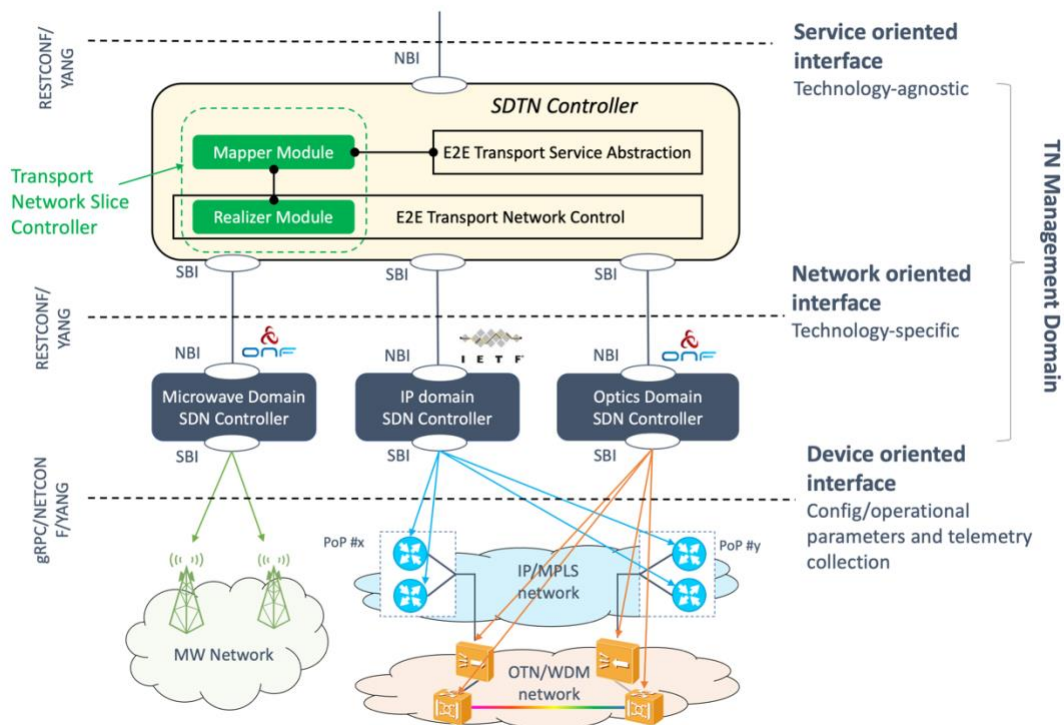 RESTCONF/
YANG
NBI
Service oriented
interface
Technology-agnostic
SDTN Controller
Mapper Module
E2E Transport Service Abstraction
Transport
Network Slice
Controller
Realizer Module
E2E Transport Network Control
SBI
SBI
SBI
TN Management Domain
RESTCONF/
YANG
Network oriented
interface
Technology-specific
NBI
ONF
NBI
IETF
NBI
ONF
Microwave Domain
SDN Controller
IP domain
SDN Controller
Optics Domain
SDN Controller
SBI
SBI
SBI
gRPC/NETCON
F/YANG
Device oriented
interface
Config/operational
parameters and telemetry
collection
PoP #x
PoP #y
IP/MPLS
network
MW Network
OTN/WDM
network